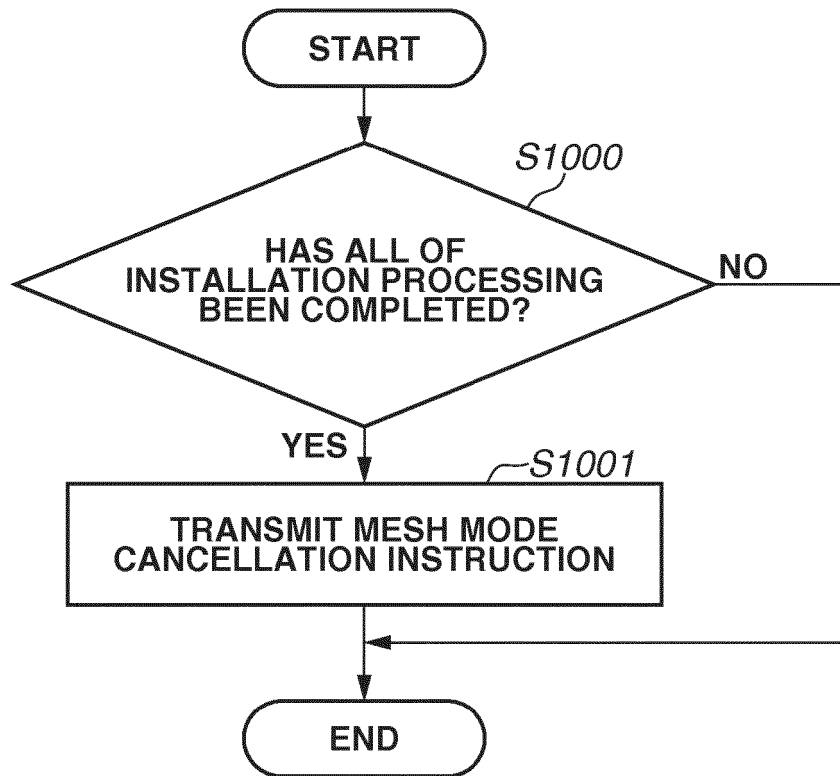 START
S1000
HAS ALL OF
INSTALLATION PROCESSING
BEEN COMPLETED?
NO
YES
S1001
TRANSMIT MESH MODE
CANCELLATION INSTRUCTION
END